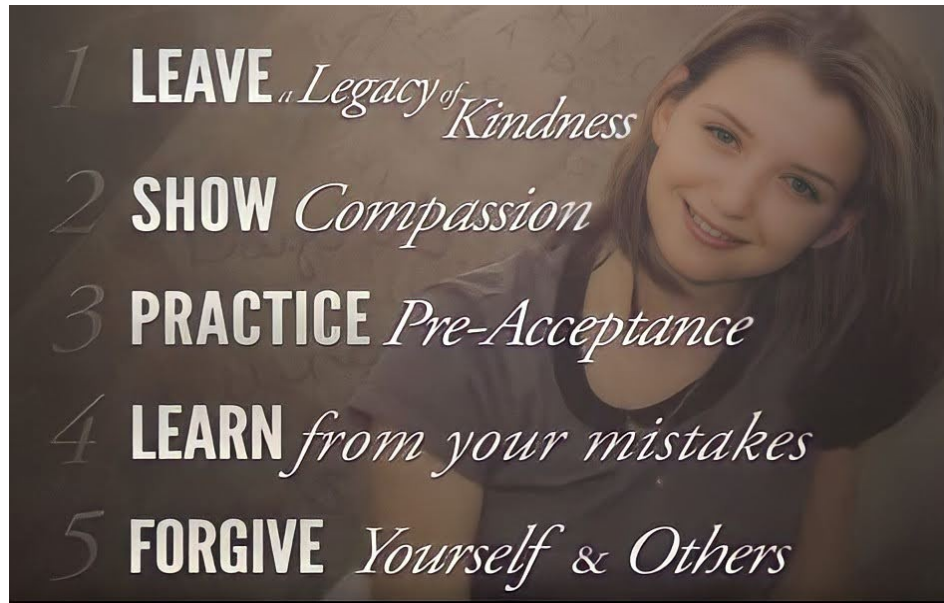 1 LEAVE a Legacy of Kindness
2 SHOW Compassion
3 PRACTICE Pre-Acceptance
4 LEARN from your mistakes
5 FORGIVE Yourself & Others